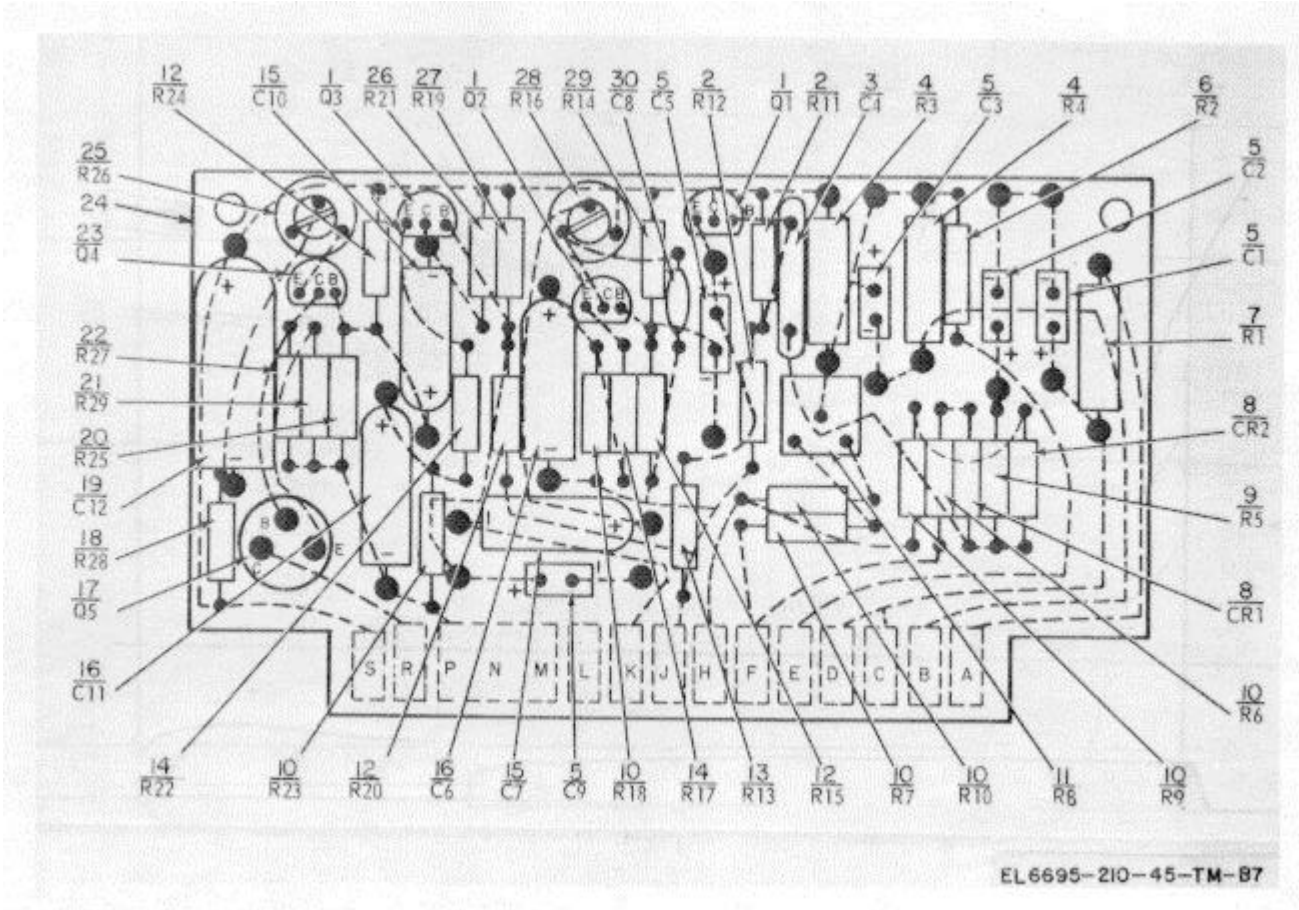 12 15 1 26 27 1 28 29 30 5 2 1 2 3 4 5 4 6
R24 C10 Q3 R21 R19 Q2 R16 R14 C8 C5 R12 Q1 R11 C4 R3 C3 R4 R2
25
R26
24
23
Q4
22
R27
21
R29
20
R25
19
C12
18
R28
17
Q5
16
C11
5
C2
5
C1
7
R1
8
CR2
9
R5
8
CR1
10
R6
E C B
E C B
E C B
E C B
B
E
C
+ -
S R P N M L K J H F E D C B A
14 10 12 16 15 5 10 14 13 12 10 10 11 10
R22 R23 R20 C6 C7 C9 R18 R17 R13 R15 R7 R10 R8 R9
EL6695-210-45-TM-B7